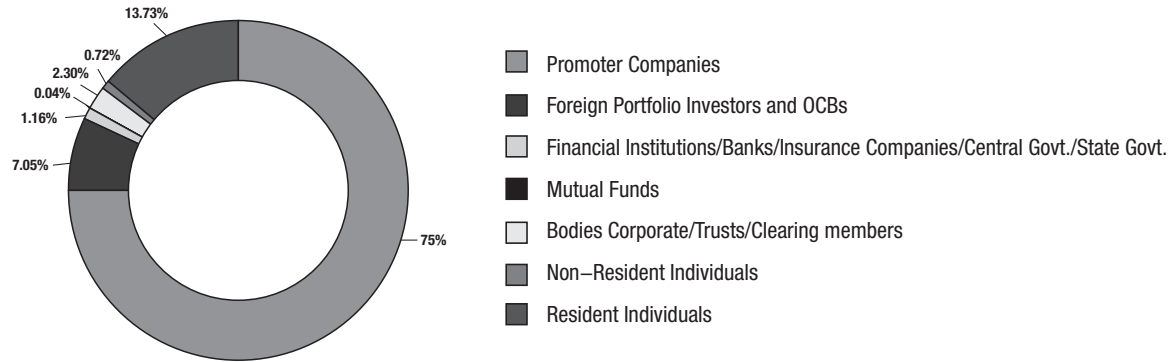 13.73%
0.72%
2.30%
0.04%
1.16%
7.05%
75%
Promoter Companies
Foreign Portfolio Investors and OCBs
Financial Institutions/Banks/Insurance Companies/Central Govt./State Govt.
Mutual Funds
Bodies Corporate/Trusts/Clearing members
Non–Resident Individuals
Resident Individuals